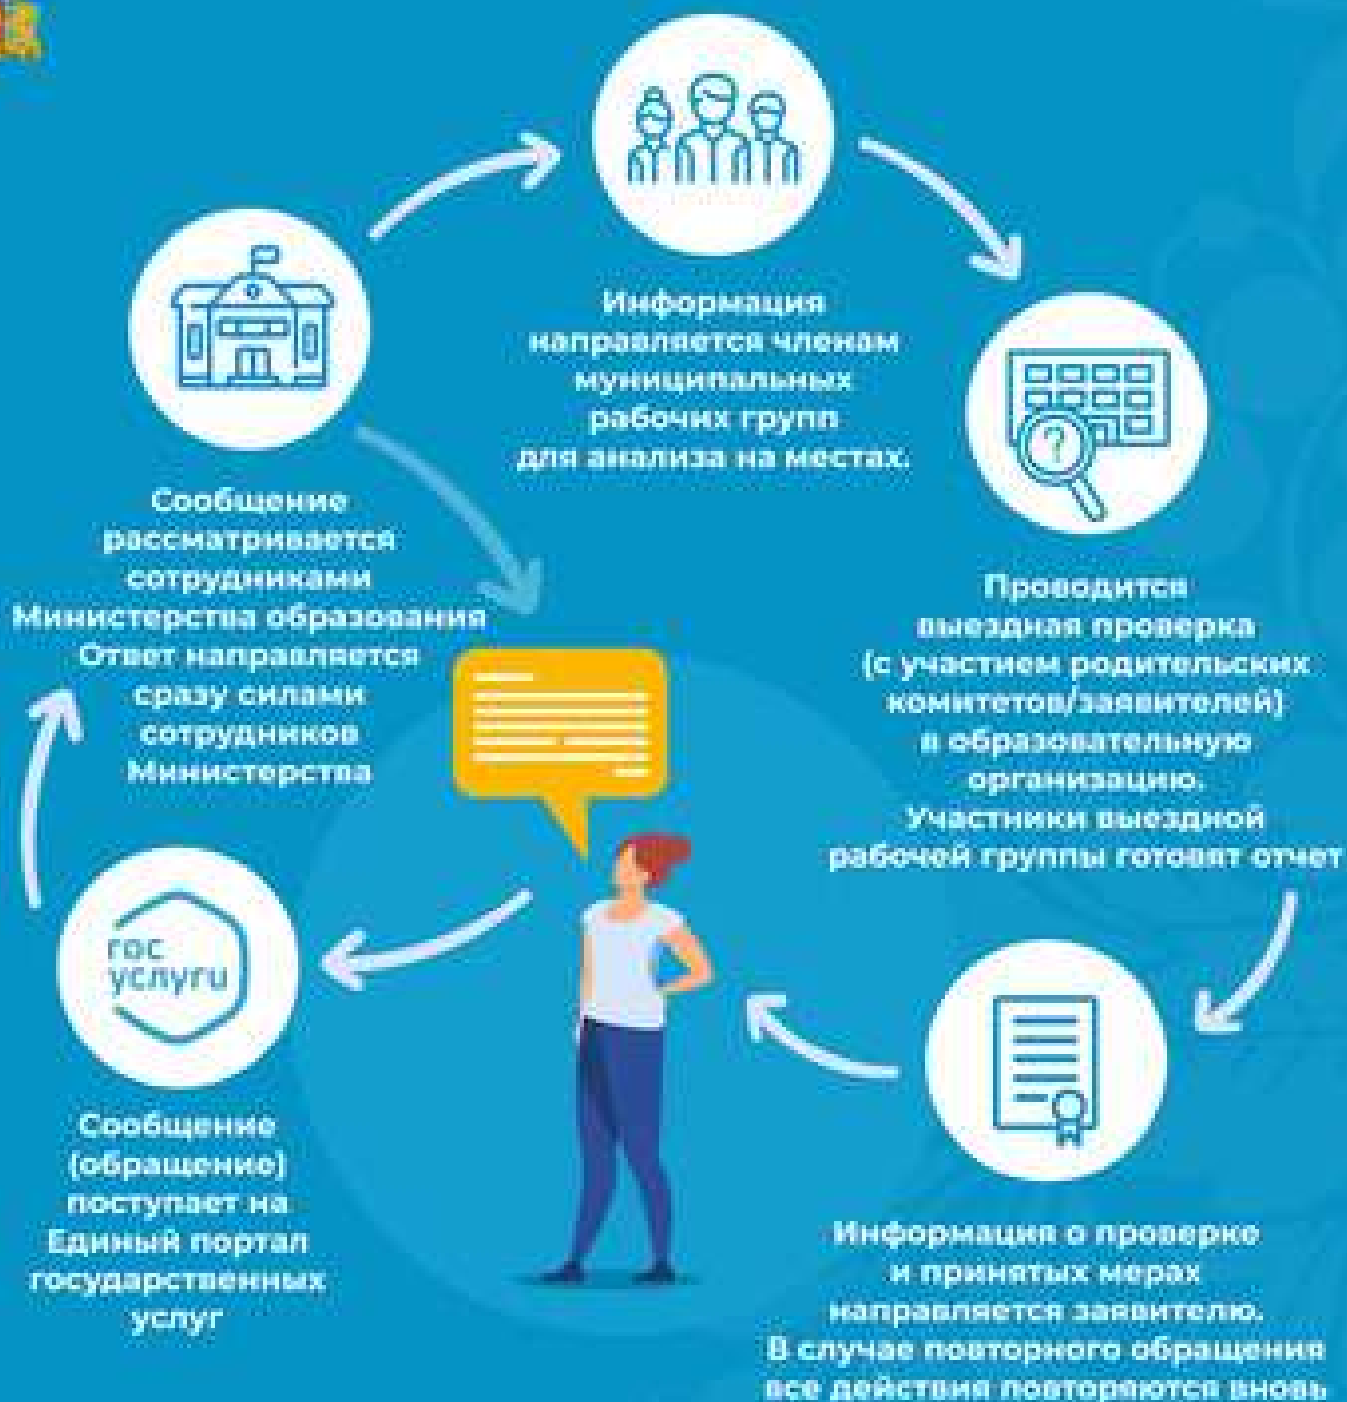 Информация
направляется членам
муниципальных
рабочих групп
для анализа на местах.
Сообщение
рассматривается
сотрудниками
Министерства образования
Ответ направляется
сразу силами
сотрудников
Министерства
Проводится
выездная проверка
(с участием родительских
комитетов/заявителей)
в образовательную
организацию.
Участники выездной
рабочей группы готовят отчет
?
гос
услуги
Сообщение
(обращение)
поступает на
Единый портал
государственных
услуг
Информация о проверке
и принятых мерах
направляется заявителю.
В случае повторного обращения
все действия повторяются вновь